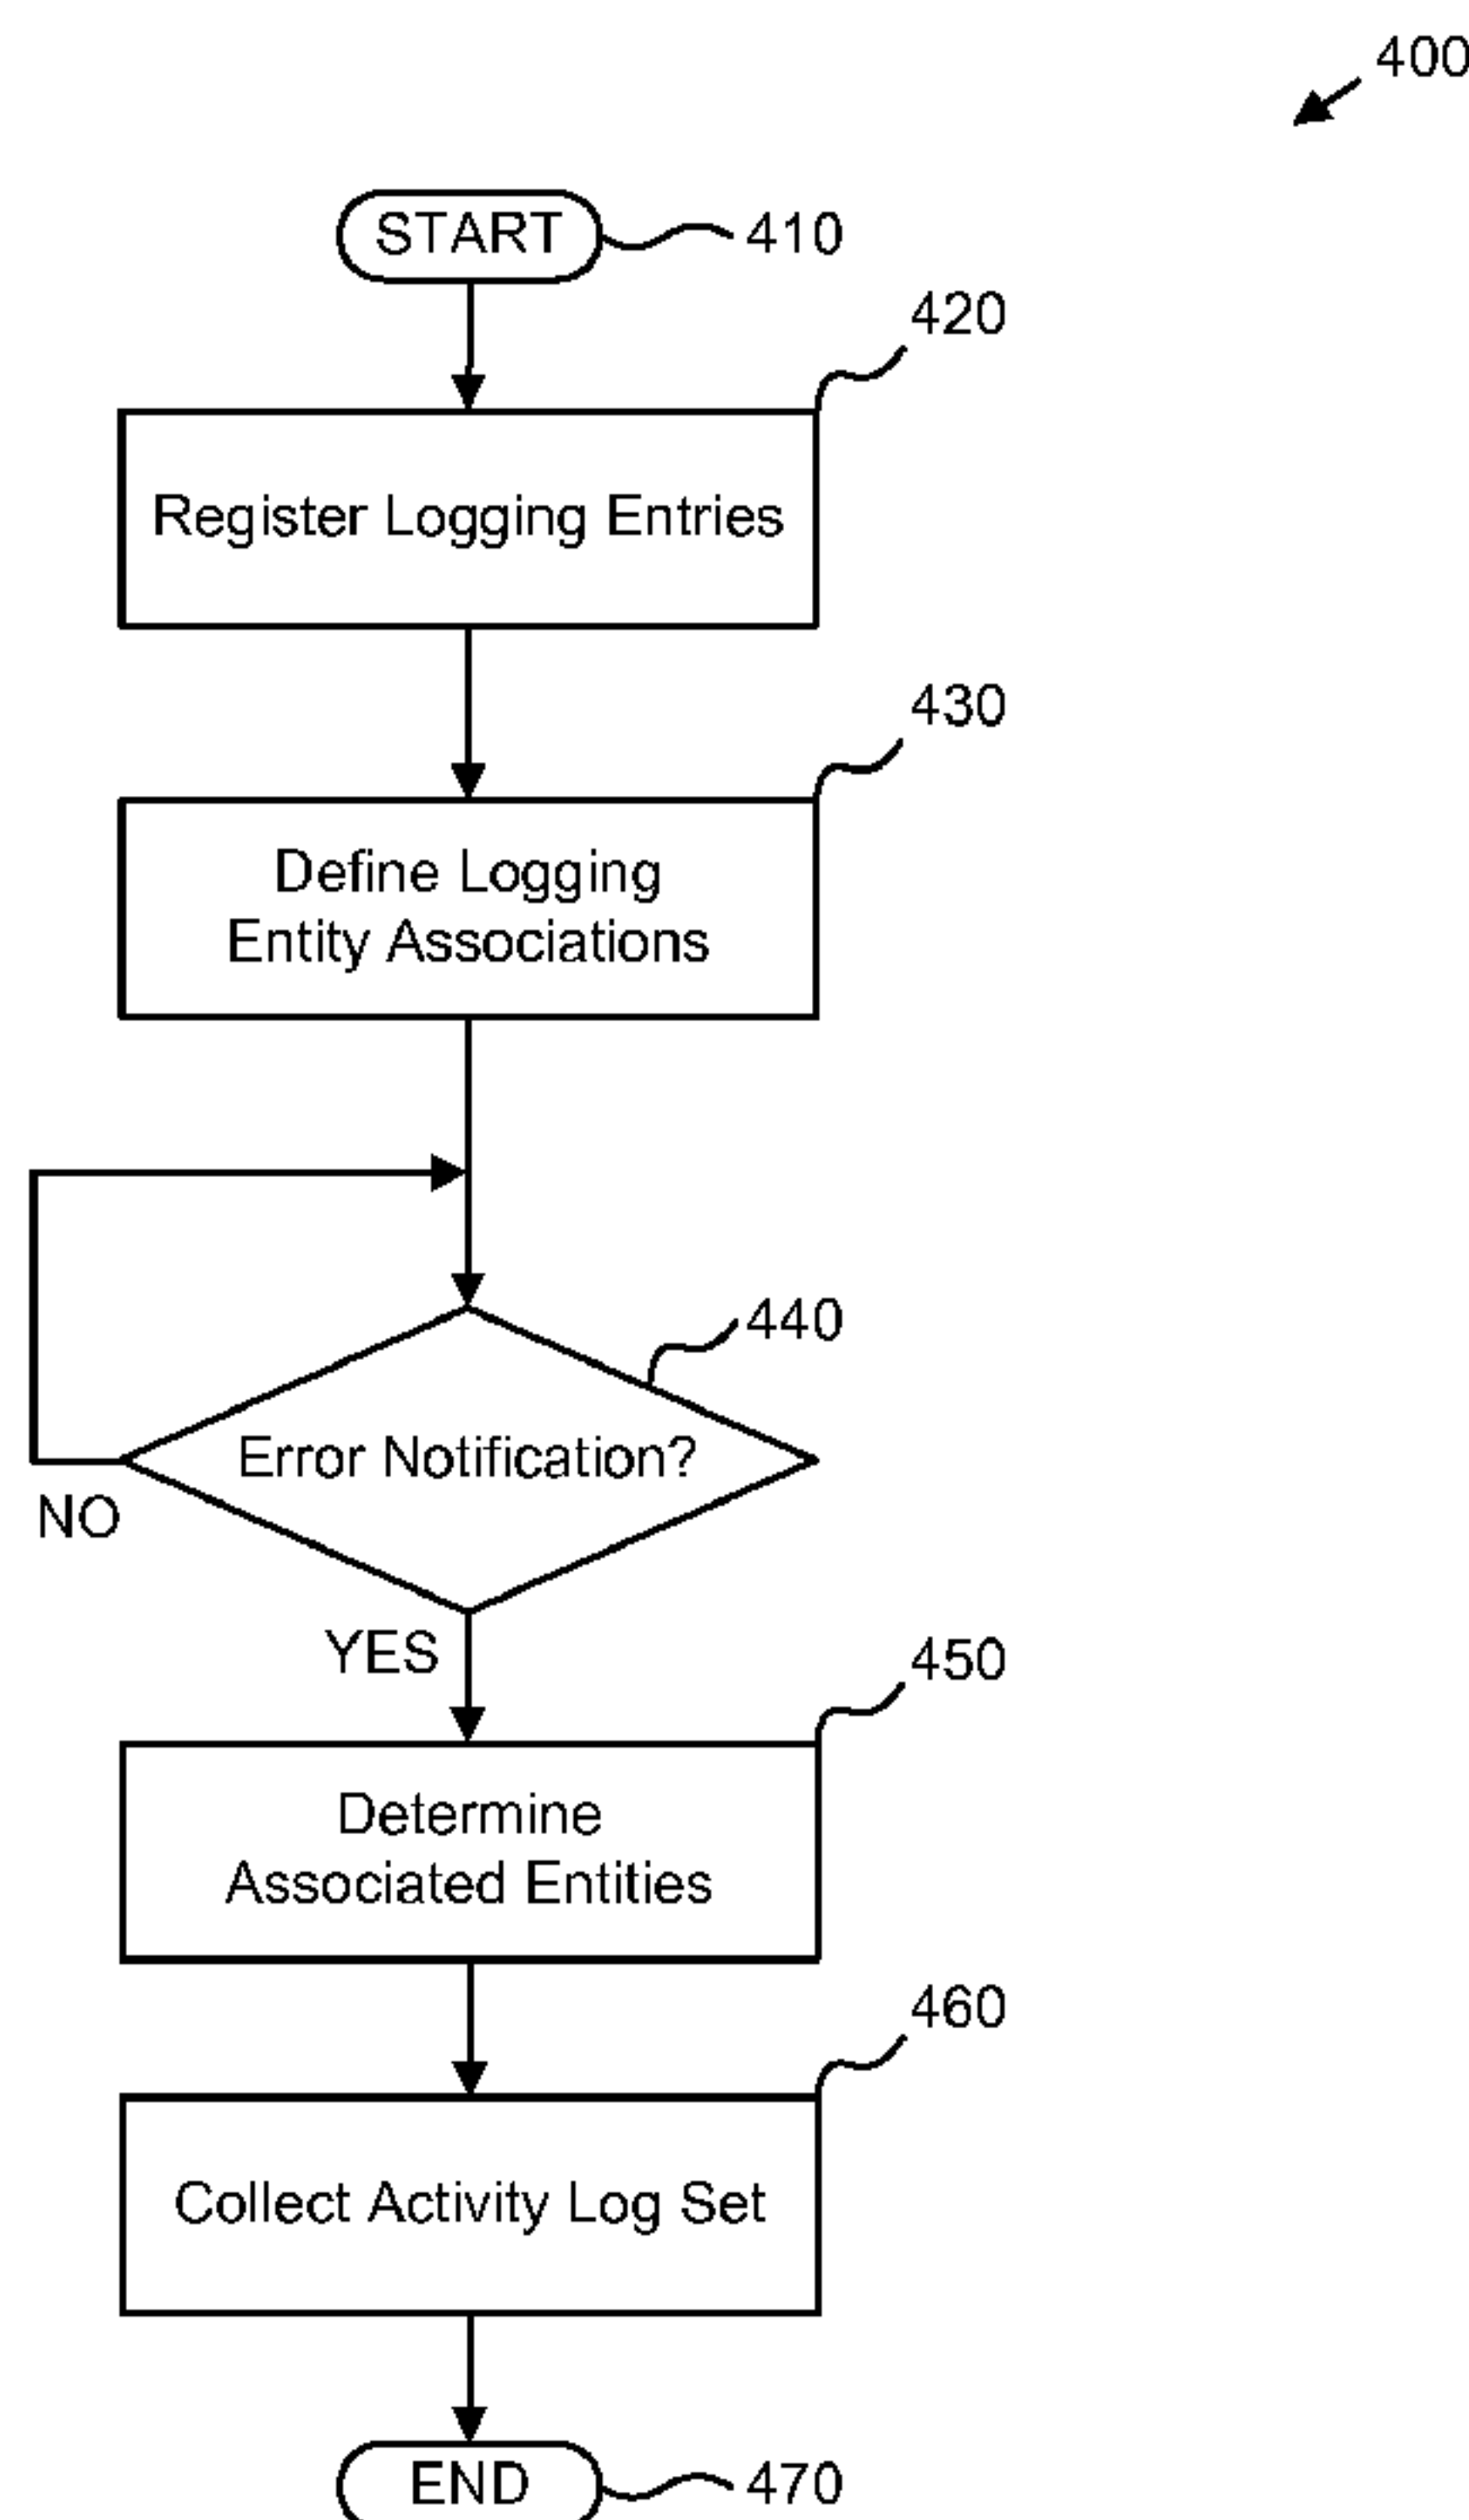 400
START
410
420
Register Logging Entries
430
Define Logging
Entity Associations
440
Error Notification?
NO
YES
450
Determine
Associated Entities
460
Collect Activity Log Set
END
470